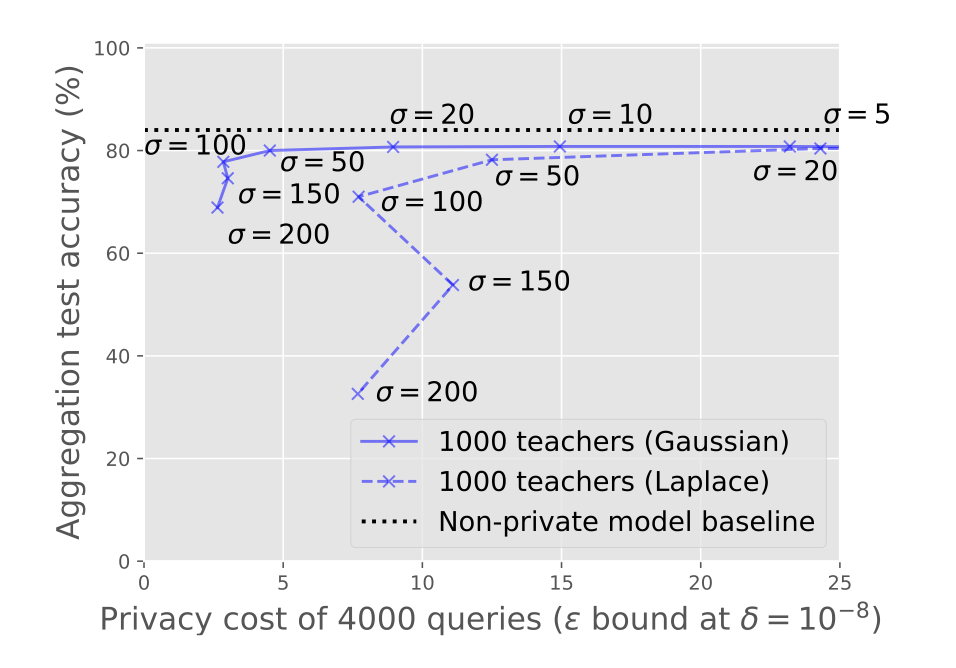 100
80
60
40
20
0
Aggregation test accuracy (%)
σ = 20
σ = 10
σ = 5
σ = 100
σ = 50
σ = 150
σ = 200
σ = 20
σ = 50
σ = 100
σ = 150
σ = 200
1000 teachers (Gaussian)
1000 teachers (Laplace)
Non-private model baseline
0 5 10 15 20 25
Privacy cost of 4000 queries (ε bound at δ = 10⁻⁸)